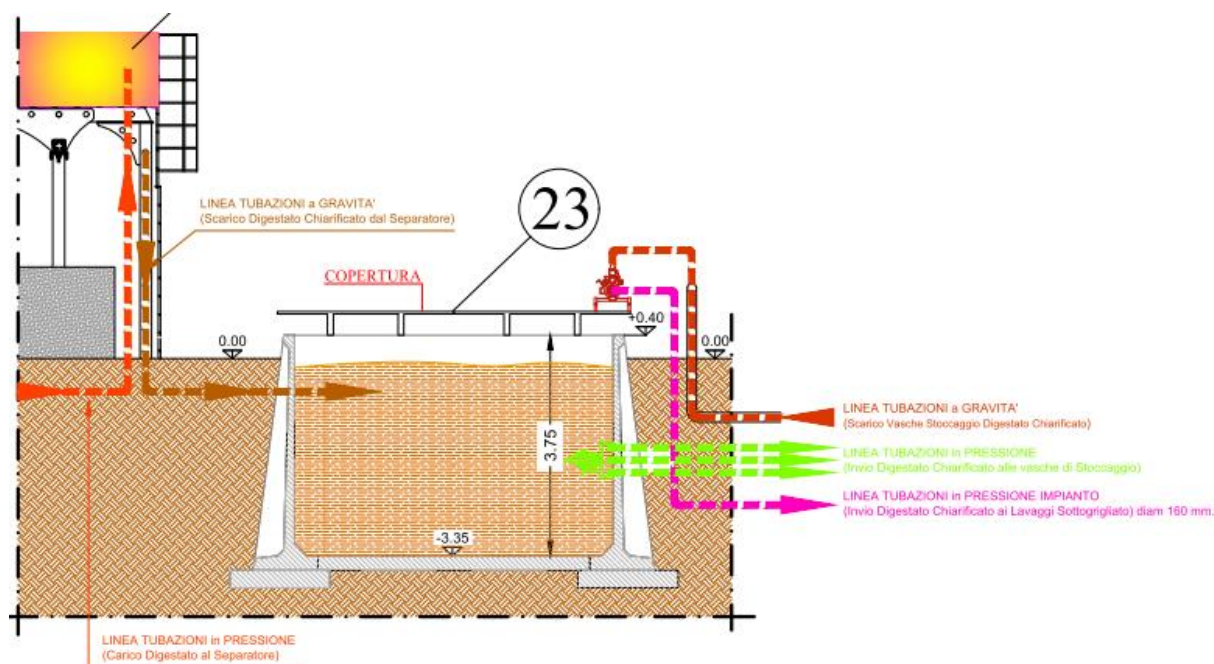 LINEA TUBAZIONI a GRAVITA'
(Scarico Digestato Chiarificato dal Separatore)
23
COPERTURA
+0.40
0.00
0.00
3.75
-3.35
LINEA TUBAZIONI a GRAVITA'
(Scarico Vasche Stoccaggio Digestato Chiarificato)
LINEA TUBAZIONI in PRESSIONE
(Invio Digestato Chiarificato alle vasche di Stoccaggio)
LINEA TUBAZIONI in PRESSIONE IMPIANTO
(Invio Digestato Chiarificato ai Lavaggi Sottogrigliato) diam 160 mm.
LINEA TUBAZIONI in PRESSIONE
(Carico Digestato al Separatore)